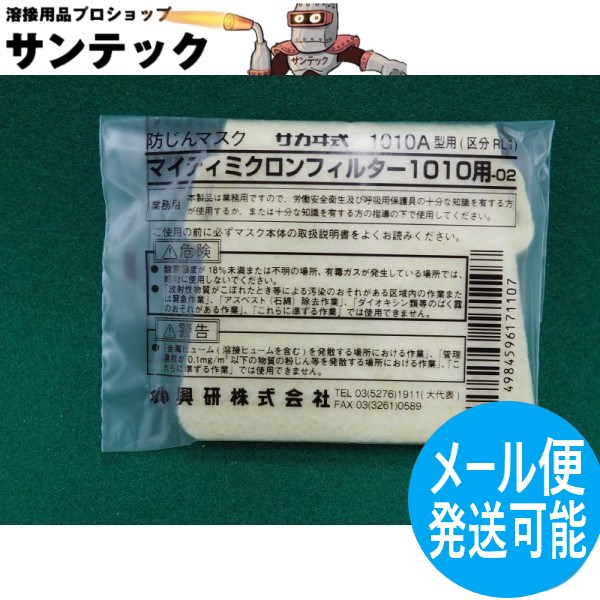 溶接用品プロショップ
サンテック
防じんマスク サカヰ式 1010A型用(区分 RL1)
マイティミクロンフィルター1010用-02
業務用 本製品は業務用ですので、労働安全衛生及び呼吸用保護具の十分な知識を有する方
が使用するか、または十分な知識を有する方の指導の下で使用してください。
ご使用の前に必ずマスク本体の取扱説明書をよくお読みください。
⚠危険
● 酸素濃度が18%未満または不明の場所、有毒ガスが発生している場所では、
絶対に使用しないでください。
● 「放射性物質がこぼれたとき等による汚染のおそれがある区域内の作業また
は緊急作業」、「アスベスト(石綿)除去作業」、「ダイオキシン類等のばく露
のおそれがある作業」、「これらに準ずる作業」では使用できません。
⚠警告
● 「金属ヒューム(溶接ヒュームを含む)を発散する場所における作業」、「管理
濃度が0.1mg/m³以下の物質の粉じん等を発散する場所における作業」、「こ
れらに準ずる作業」では使用できません。
興研株式会社 TEL 03(5276)1911(大代表)
FAX 03(3261)0589
4984596171107
メール便
発送可能